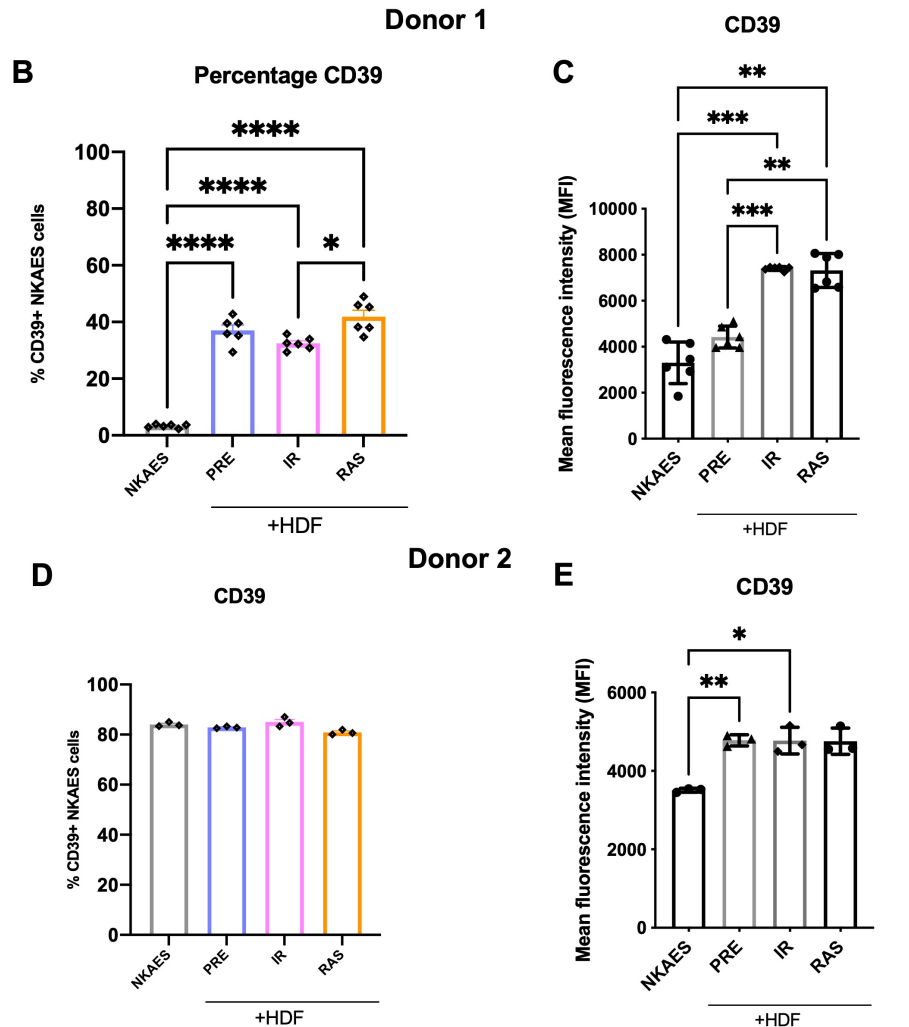 Donor 1
B
Percentage CD39
% CD39+ NKAES cells
100
80
60
40
20
0
****
****
****
*
NKAES
PRE
IR
RAS
+HDF
C
CD39
Mean fluorescence intensity (MFI)
10000
8000
6000
4000
2000
0
**
***
**
***
NKAES
PRE
IR
RAS
+HDF
Donor 2
D
CD39
% CD39+ NKAES cells
100
80
60
40
20
0
NKAES
PRE
IR
RAS
+HDF
E
CD39
Mean fluorescence intensity (MFI)
6000
4000
2000
0
*
**
NKAES
PRE
IR
RAS
+HDF